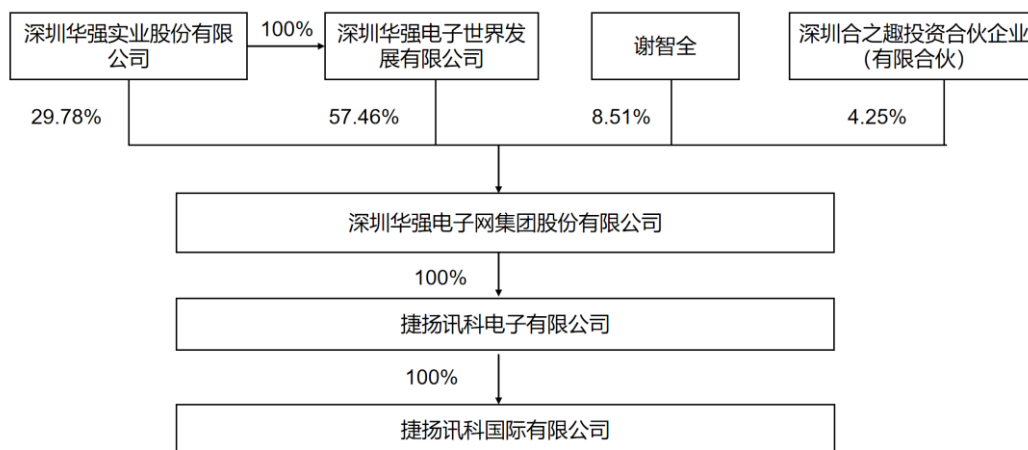 深圳华强实业股份有限
公司
100%
深圳华强电子世界发
展有限公司
谢智全
深圳合之趣投资合伙企业
（有限合伙）
29.78%
57.46%
8.51%
4.25%
深圳华强电子网集团股份有限公司
100%
捷扬讯科电子有限公司
100%
捷扬讯科国际有限公司